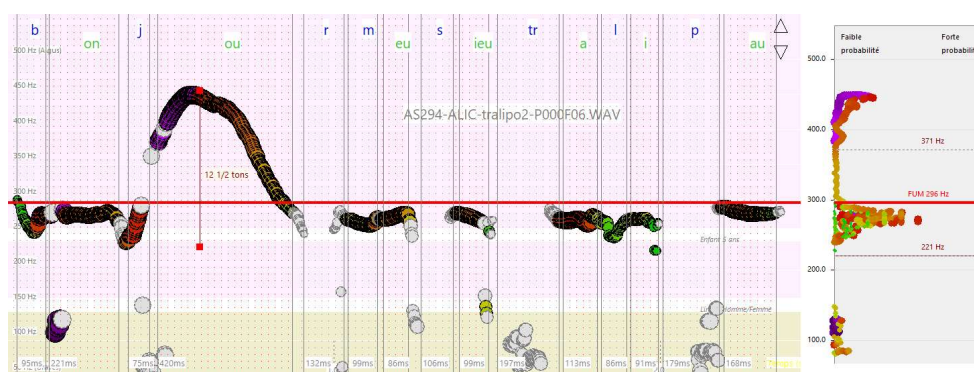 b on j ou r m eu s ieu tr a l i p au
500 Hz (Aigus)
450 Hz
400 Hz
350 Hz
300 Hz
250 Hz
200 Hz
150 Hz
100 Hz
AS294-ALIC-tralipo2-P000F06.WAV
12 1/2 tons
Enfant 5 ans
95ms 221ms 75ms 420ms 132ms 99ms 86ms 106ms 99ms 197ms 113ms 86ms 91ms 179ms 168ms
Faible
probabilité
Forte
probabilité
500.0
400.0
371 Hz
300.0
FUM 296 Hz
221 Hz
200.0
100.0